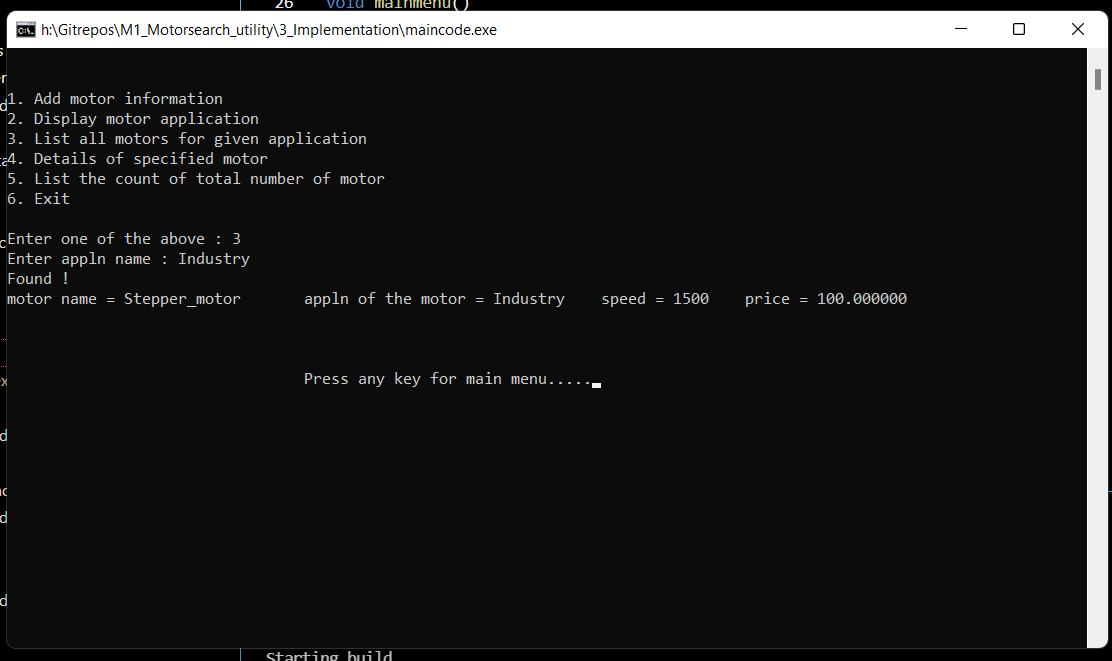 26 void mainmenu()
h:\Gitrepos\M1_Motorsearch_utility\3_Implementation\maincode.exe
1. Add motor information
2. Display motor application
3. List all motors for given application
4. Details of specified motor
5. List the count of total number of motor
6. Exit
Enter one of the above : 3
Enter appln name : Industry
Found !
motor name = Stepper_motor appln of the motor = Industry speed = 1500 price = 100.000000
Press any key for main menu.....
Starting build